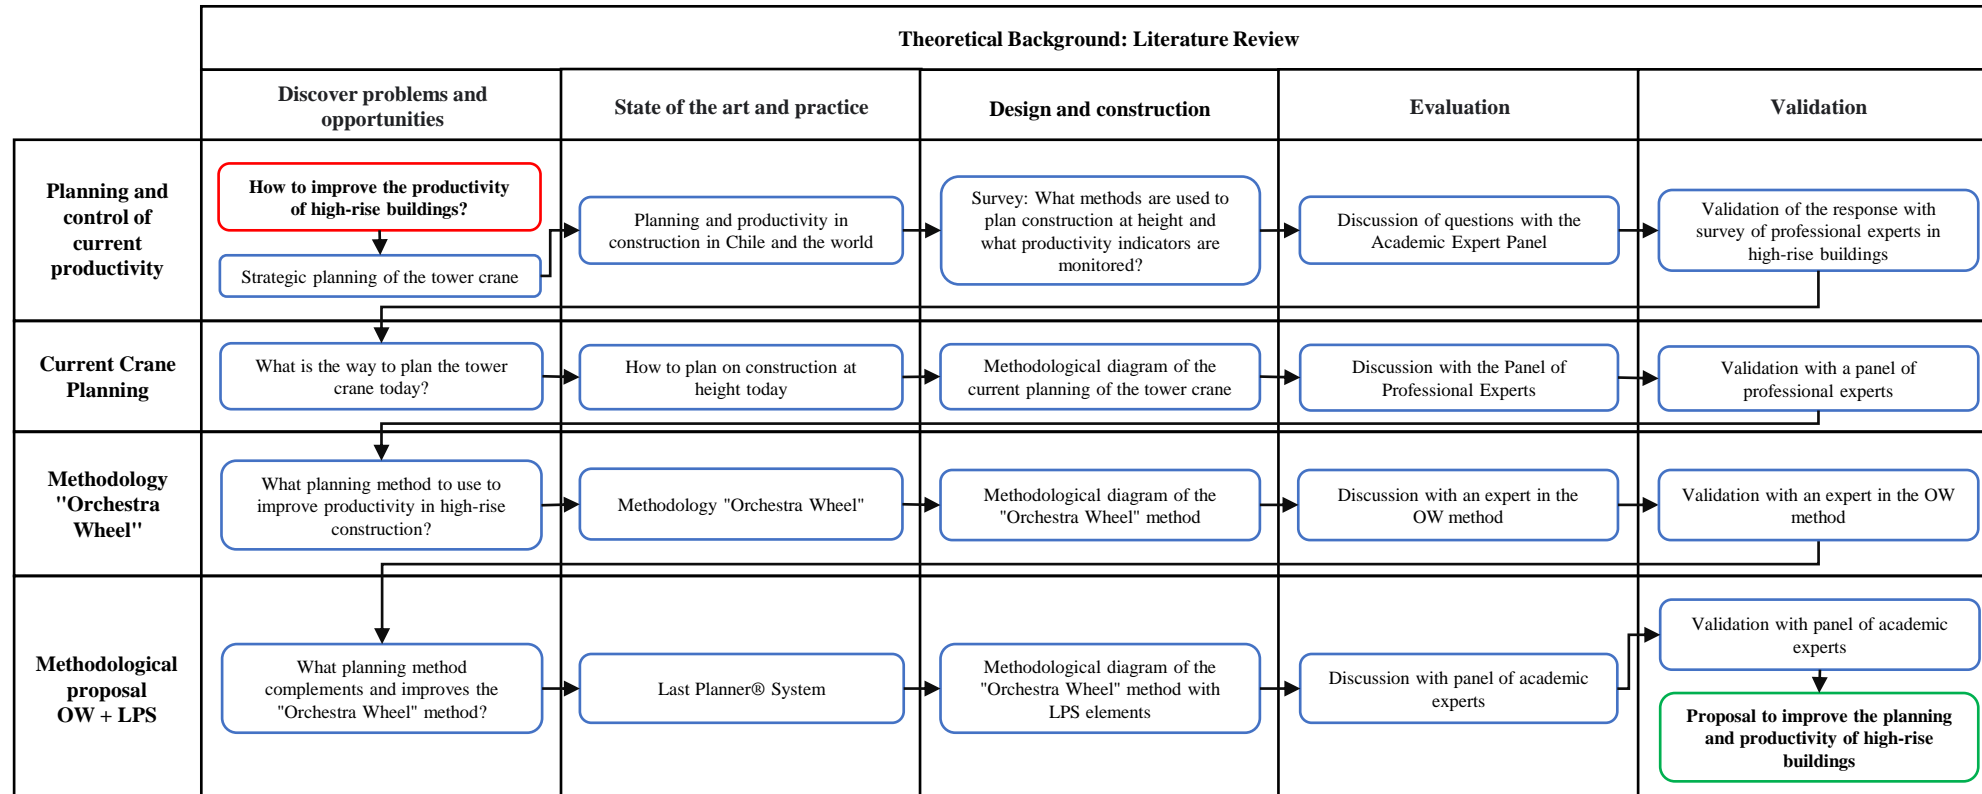 Theoretical Background: Literature Review
Discover problems and
opportunities
State of the art and practice
Design and construction
Evaluation
Validation
Planning and
control of
current
productivity
How to improve the productivity
of high-rise buildings?
Strategic planning of the tower crane
Planning and productivity in
construction in Chile and the world
Survey: What methods are used to
plan construction at height and
what productivity indicators are
monitored?
Discussion of questions with the
Academic Expert Panel
Validation of the response with
survey of professional experts in
high-rise buildings
Current Crane
Planning
What is the way to plan the tower
crane today?
How to plan on construction at
height today
Methodological diagram of the
current planning of the tower crane
Discussion with the Panel of
Professional Experts
Validation with a panel of
professional experts
Methodology
"Orchestra
Wheel"
What planning method to use to
improve productivity in high-rise
construction?
Methodology "Orchestra Wheel"
Methodological diagram of the
"Orchestra Wheel" method
Discussion with an expert in the
OW method
Validation with an expert in the OW
method
Methodological
proposal
OW + LPS
What planning method
complements and improves the
"Orchestra Wheel" method?
Last Planner® System
Methodological diagram of the
"Orchestra Wheel" method with
LPS elements
Discussion with panel of academic
experts
Validation with panel of academic
experts
Proposal to improve the planning
and productivity of high-rise
buildings